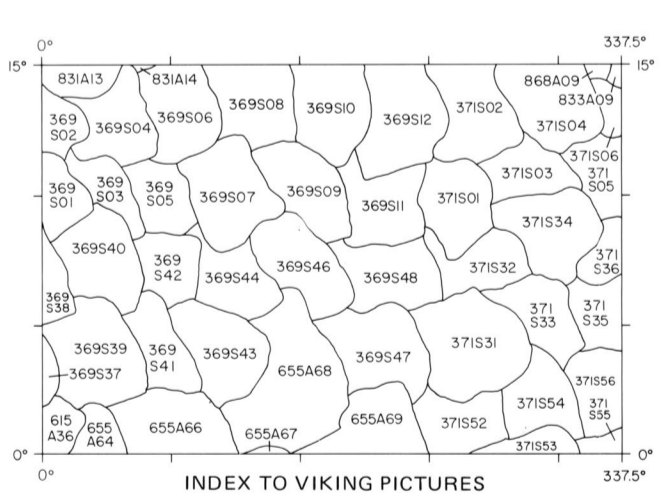 0°
337.5°
15°
15°
831A13
831A14
868A09
833A09
369
S02
369S04
369S06
369S08
369S10
369S12
371S02
371S04
371S06
369
S01
369
S03
369
S05
369S07
369S09
369S11
371S01
371S03
371
S05
371S34
369S40
369
S42
369S44
369S46
369S48
371S32
371
S36
369
S38
371
S33
371
S35
369S39
369S37
369
S41
369S43
655A68
369S47
371S31
371S56
371
S55
615
A36
655
A64
655A66
655A67
655A69
371S52
371S54
371S53
0°
0°
0°
337.5°
INDEX TO VIKING PICTURES